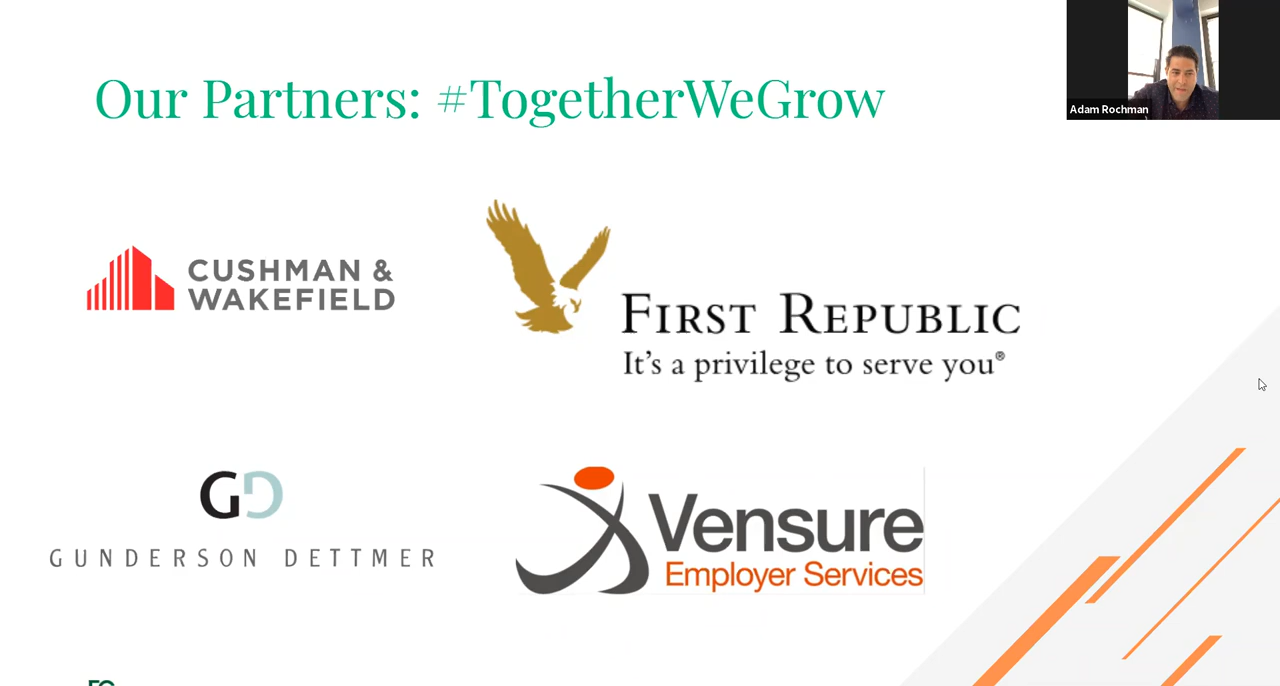 Our Partners: #TogetherWeGrow
Adam Rochman
CUSHMAN &
WAKEFIELD
FIRST REPUBLIC
It's a privilege to serve you®
GD
GUNDERSON DETTMER
Vensure
Employer Services